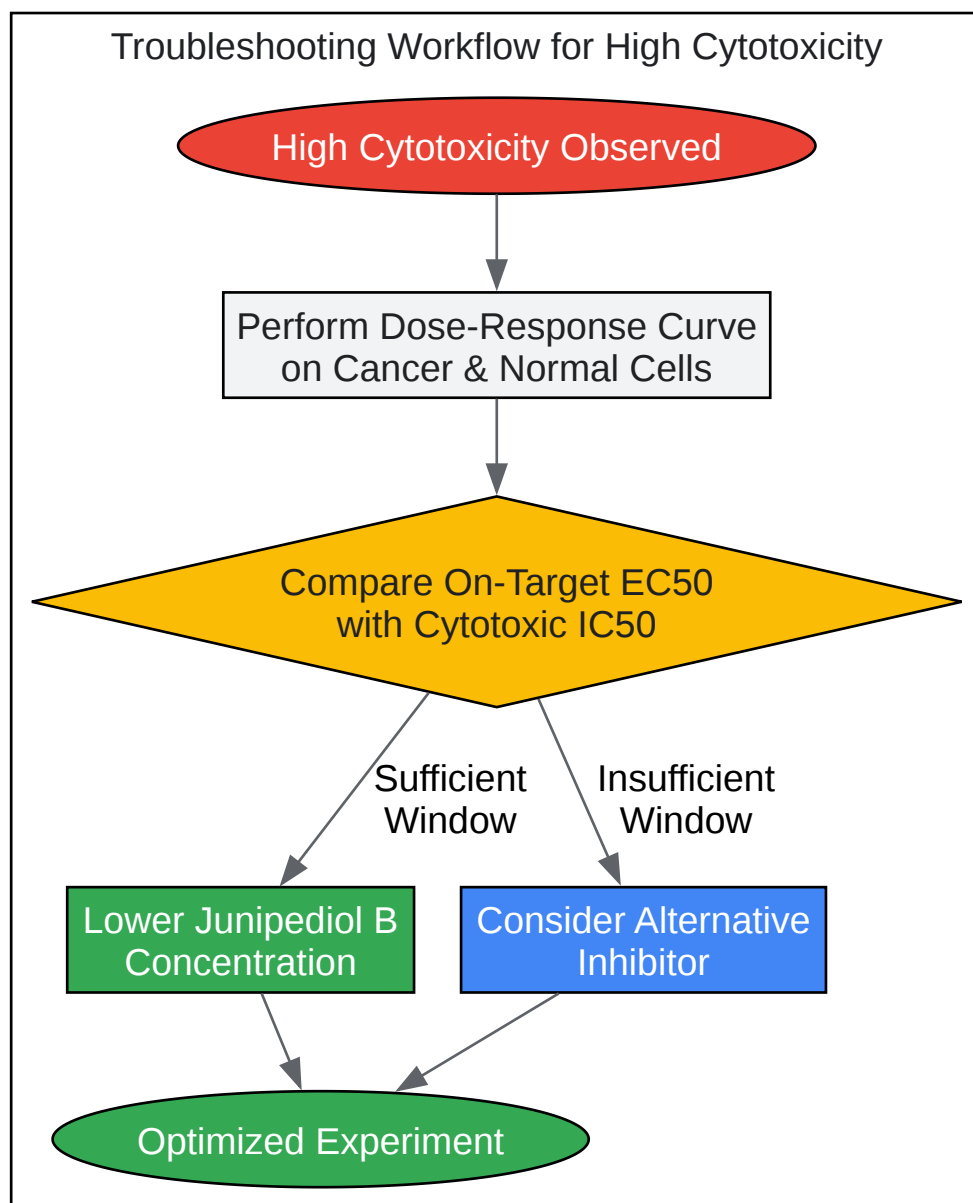 Troubleshooting Workflow for High Cytotoxicity
High Cytotoxicity Observed
Perform Dose-Response Curve
on Cancer & Normal Cells
Compare On-Target EC50
with Cytotoxic IC50
Sufficient
Window
Insufficient
Window
Lower Junipediol B
Concentration
Consider Alternative
Inhibitor
Optimized Experiment